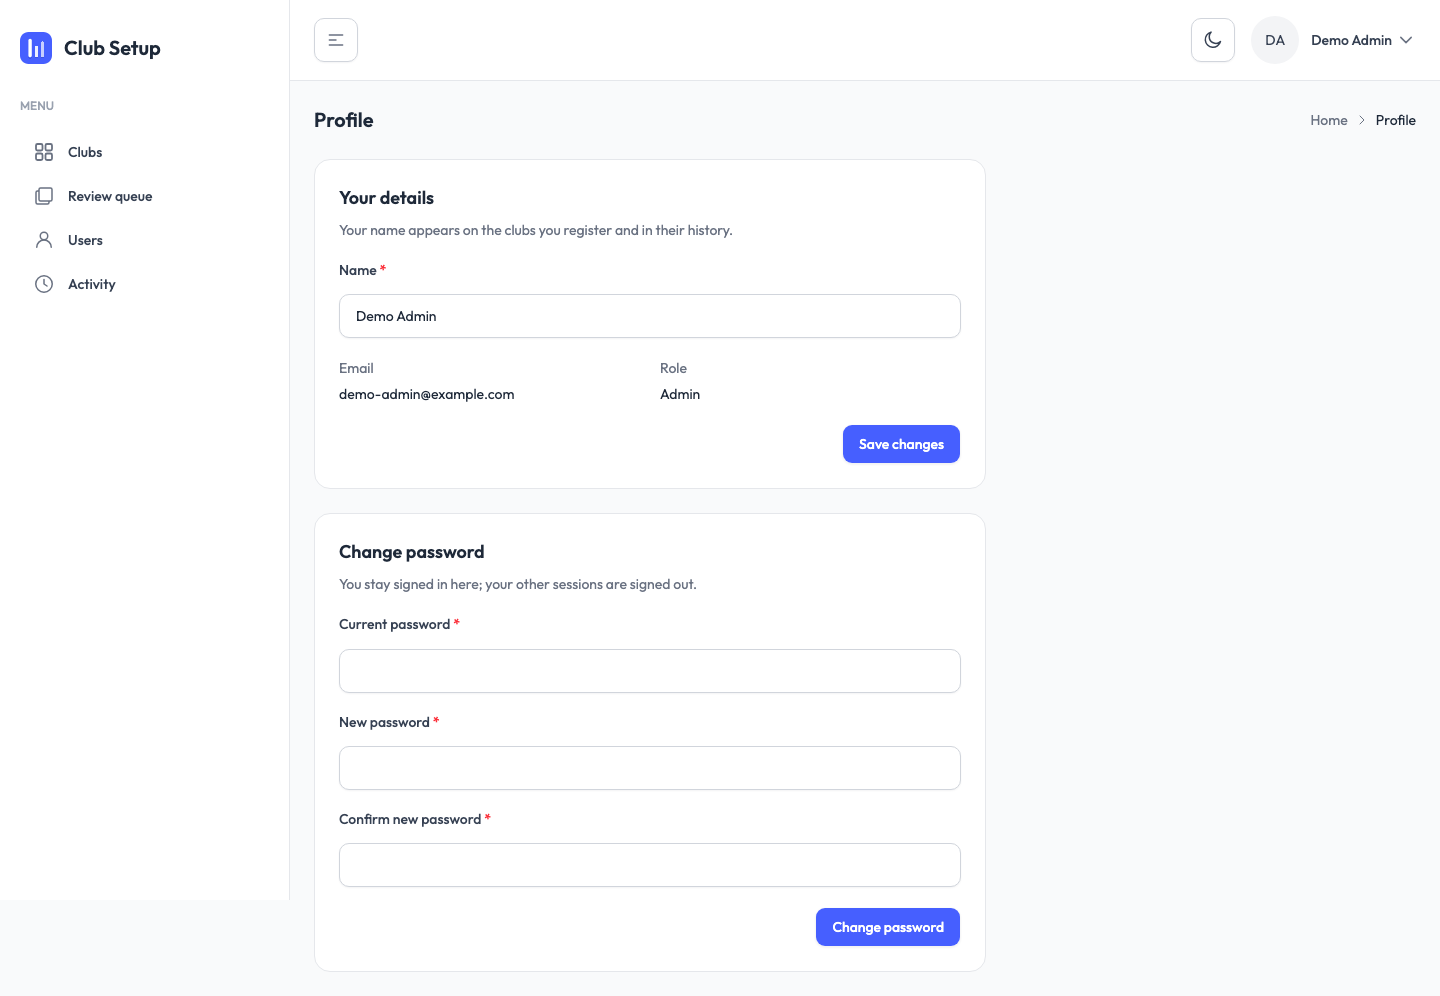 Club Setup
MENU
Clubs
Review queue
Users
Activity
DA
Demo Admin
Profile
Home
Profile
Your details
Your name appears on the clubs you register and in their history.
Name *
Demo Admin
Email
Role
demo-admin@example.com
Admin
Save changes
Change password
You stay signed in here; your other sessions are signed out.
Current password *
New password *
Confirm new password *
Change password